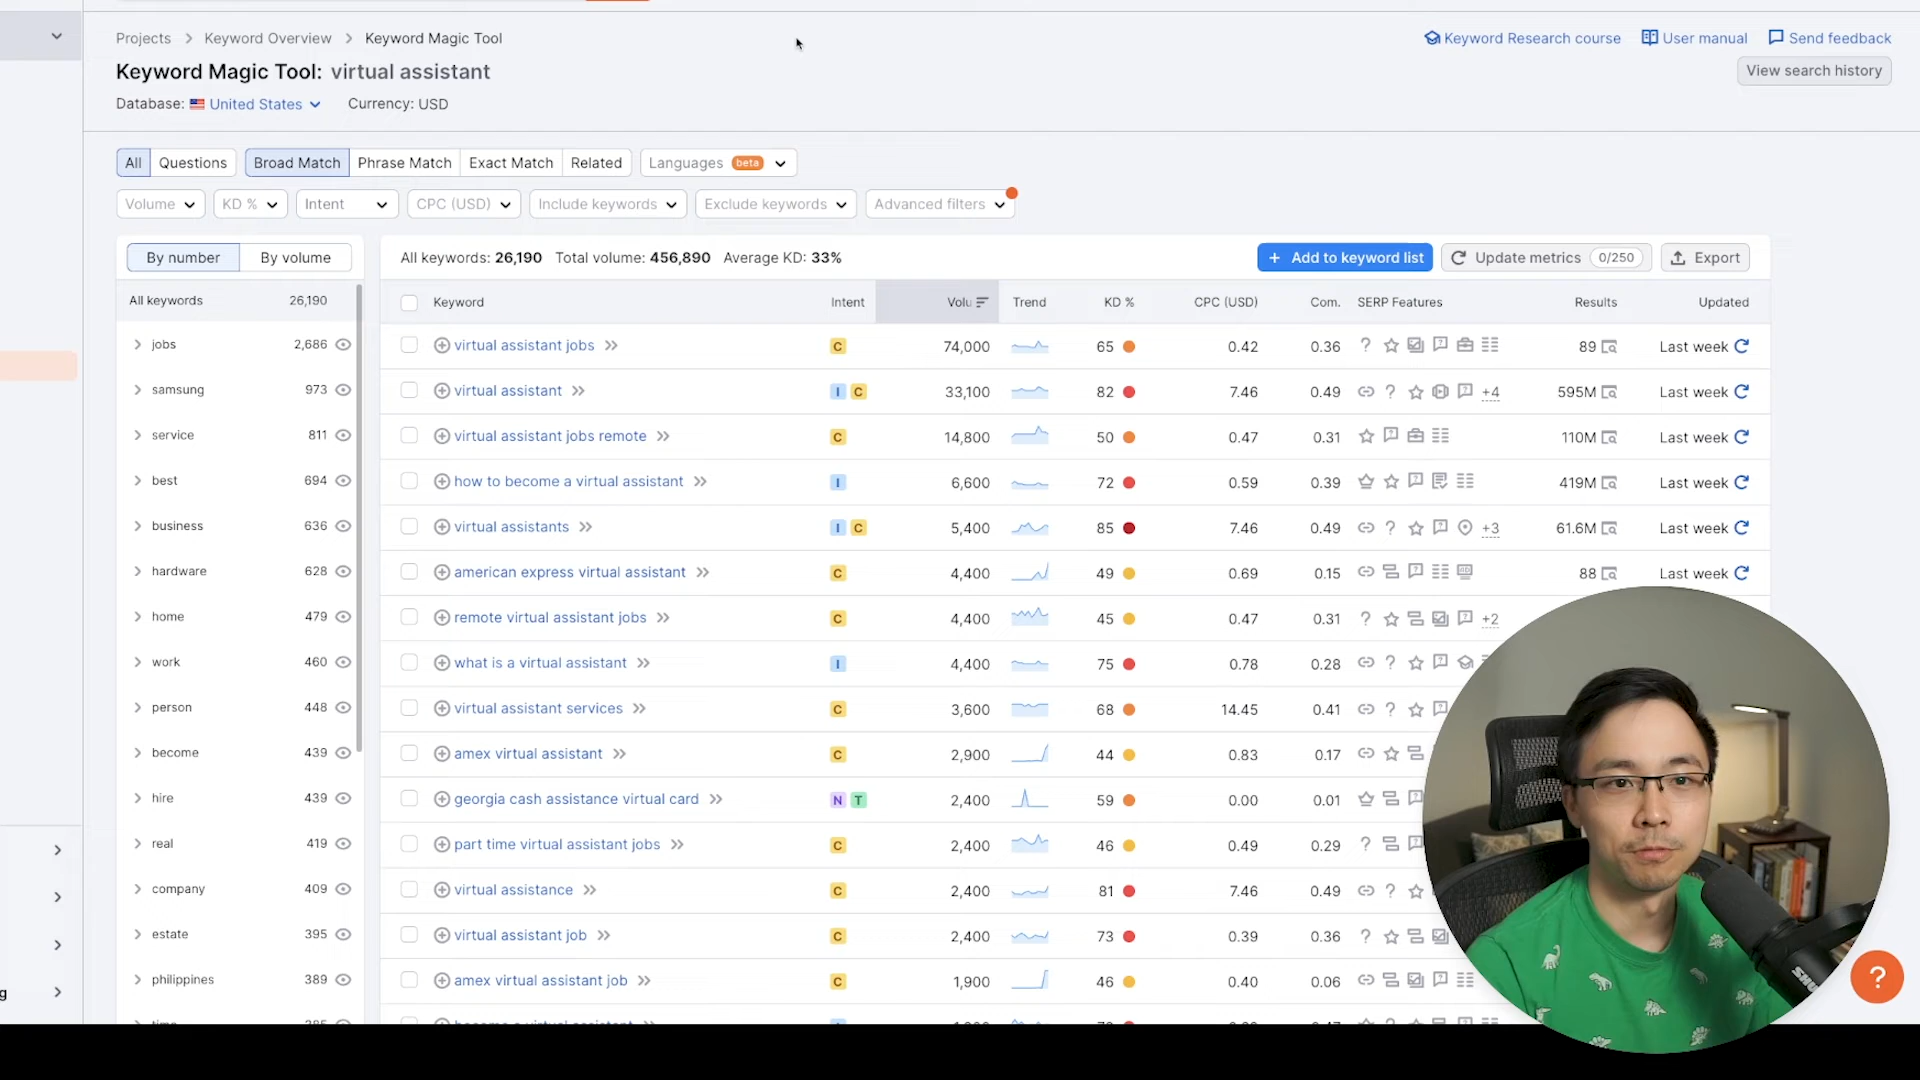 Projects > Keyword Overview > Keyword Magic Tool
Keyword Research course User manual Send feedback
Keyword Magic Tool: virtual assistant
View search history
Database: United States Currency: USD
All Questions Broad Match Phrase Match Exact Match Related Languages beta
Volume KD % Intent CPC (USD) Include keywords Exclude keywords Advanced filters
By number By volume
All keywords: 26,190 Total volume: 456,890 Average KD: 33%
+ Add to keyword list Update metrics 0/250 Export
All keywords 26,190
jobs 2,686
samsung 973
service 811
best 694
business 636
hardware 628
home 479
work 460
person 448
become 439
hire 439
real 419
company 409
estate 395
philippines 389
Keyword Intent Volu Trend KD % CPC (USD) Com. SERP Features Results Updated
virtual assistant jobs C 74,000 65 0.42 0.36 89 Last week
virtual assistant I C 33,100 82 7.46 0.49 +4 595M Last week
virtual assistant jobs remote C 14,800 50 0.47 0.31 110M Last week
how to become a virtual assistant I 6,600 72 0.59 0.39 419M Last week
virtual assistants I C 5,400 85 7.46 0.49 +3 61.6M Last week
american express virtual assistant C 4,400 49 0.69 0.15 88 Last week
remote virtual assistant jobs C 4,400 45 0.47 0.31 +2
what is a virtual assistant I 4,400 75 0.78 0.28
virtual assistant services C 3,600 68 14.45 0.41
amex virtual assistant C 2,900 44 0.83 0.17
georgia cash assistance virtual card N T 2,400 59 0.00 0.01
part time virtual assistant jobs C 2,400 46 0.49 0.29
virtual assistance C 2,400 81 7.46 0.49
virtual assistant job C 2,400 73 0.39 0.36
amex virtual assistant job C 1,900 46 0.40 0.06
g
?